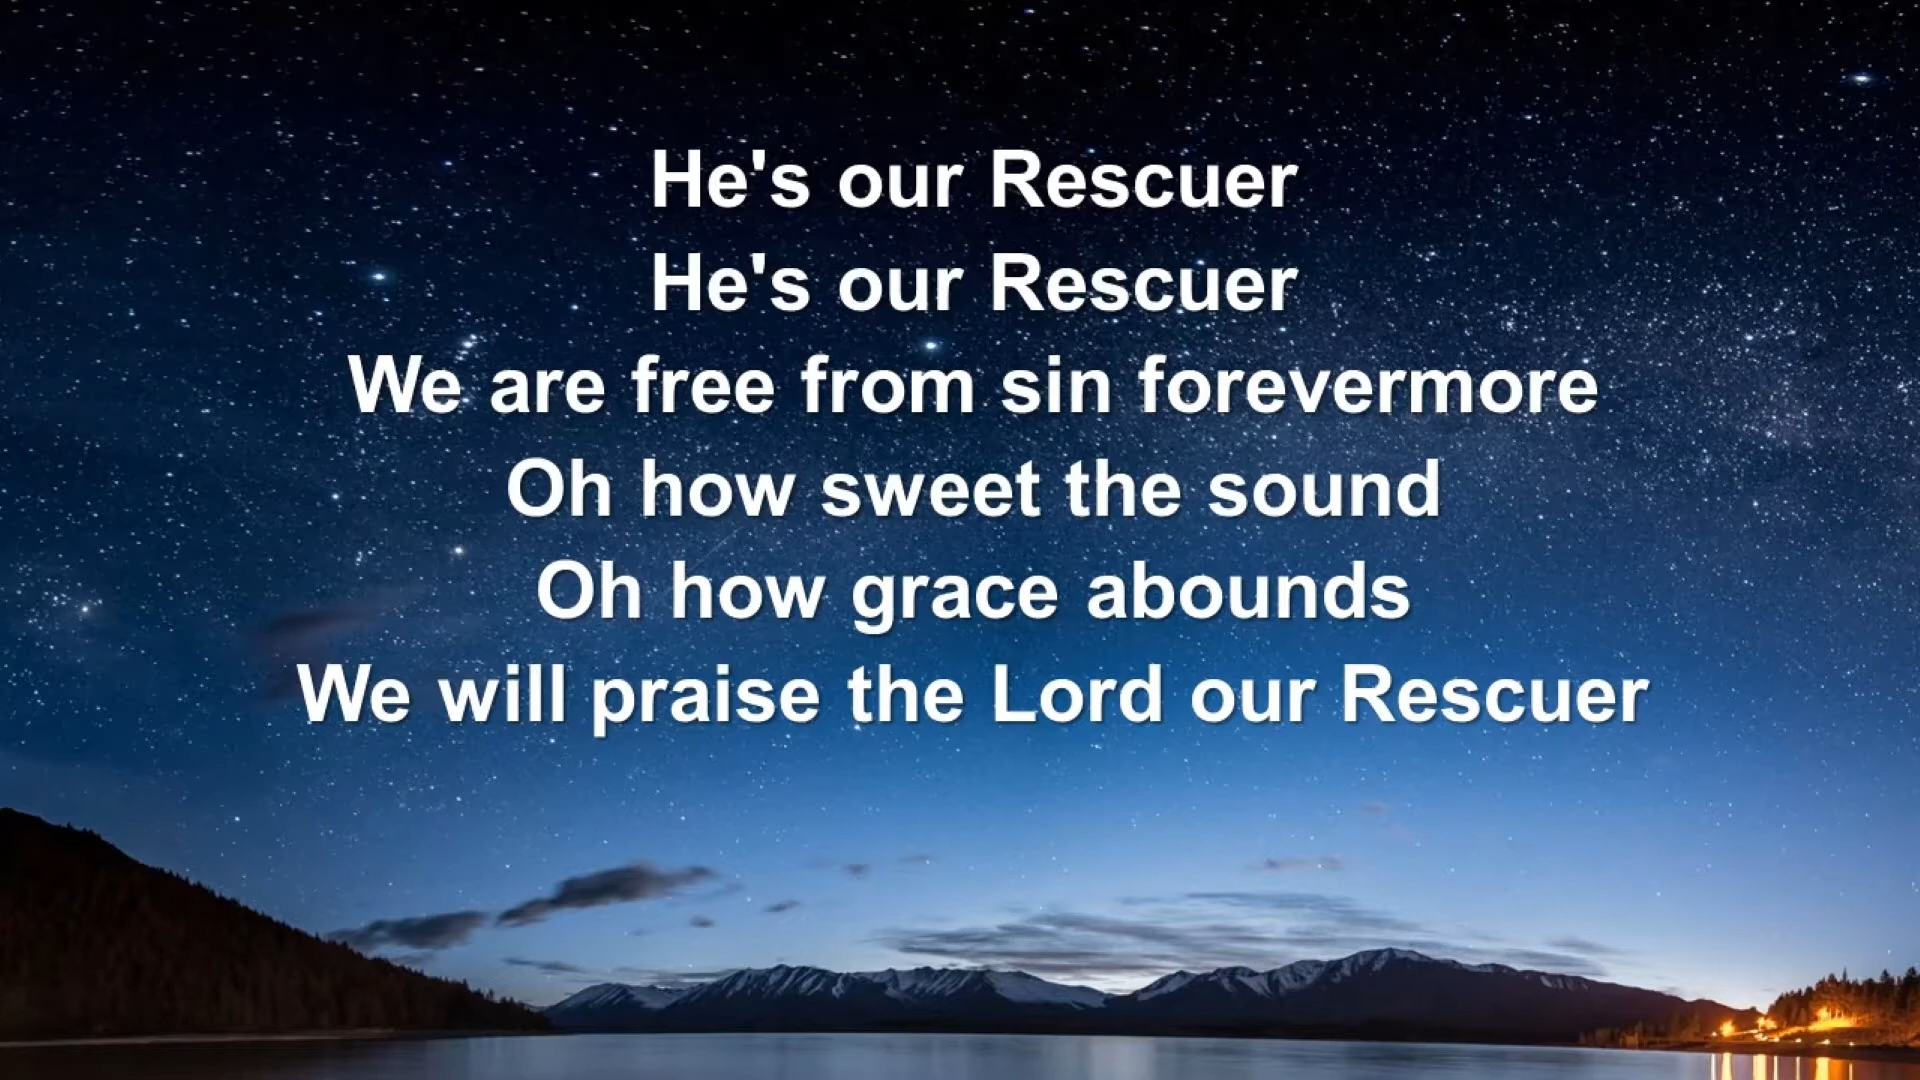 He's our Rescuer
He's our Rescuer
We are free from sin forevermore
Oh how sweet the sound
Oh how grace abounds
We will praise the Lord our Rescuer